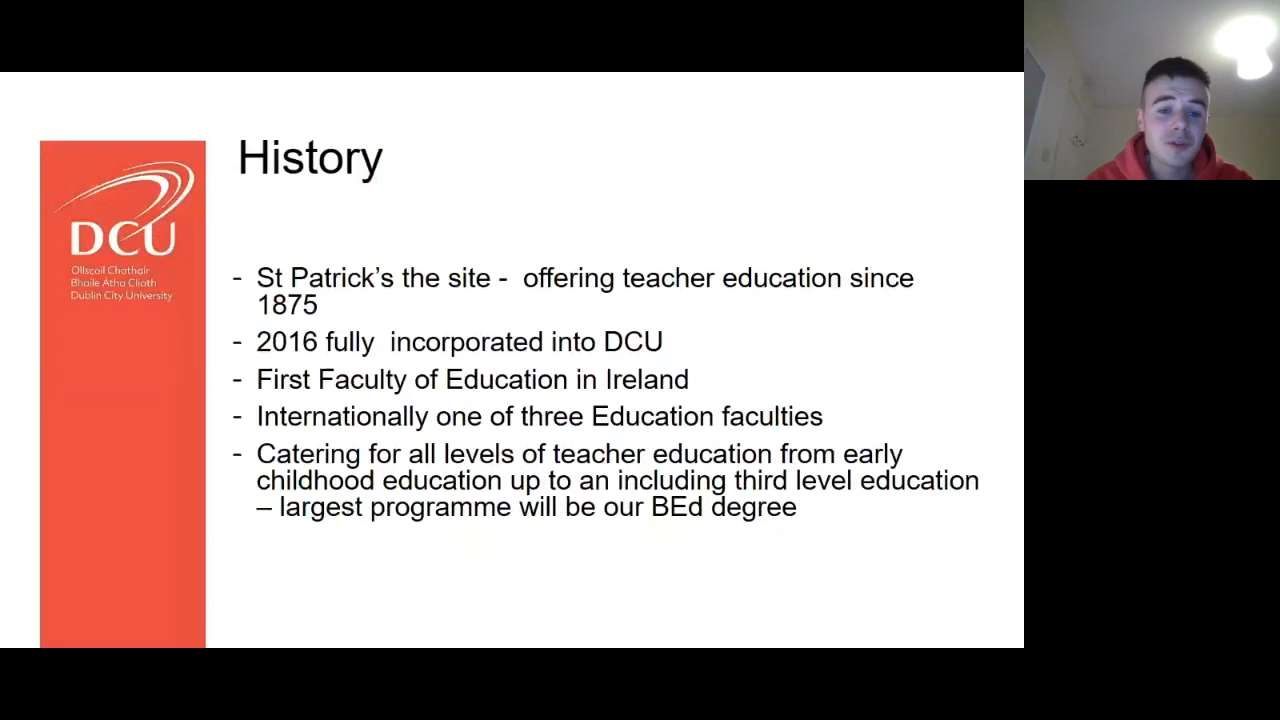 History
DCU
Ollscoil Chathair
Bhaile Átha Cliath
Dublin City University
- St Patrick's the site -  offering teacher education since
1875
- 2016 fully  incorporated into DCU
- First Faculty of Education in Ireland
- Internationally one of three Education faculties
- Catering for all levels of teacher education from early
childhood education up to an including third level education
– largest programme will be our BEd degree